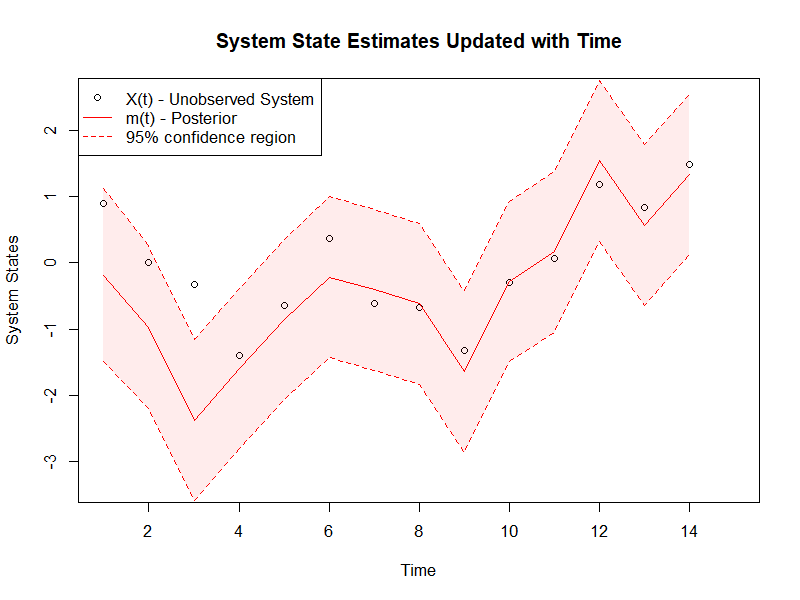 System State Estimates Updated with Time
X(t) - Unobserved System
m(t) - Posterior
95% confidence region
System States
2
1
0
-1
-2
-3
2 4 6 8 10 12 14
Time